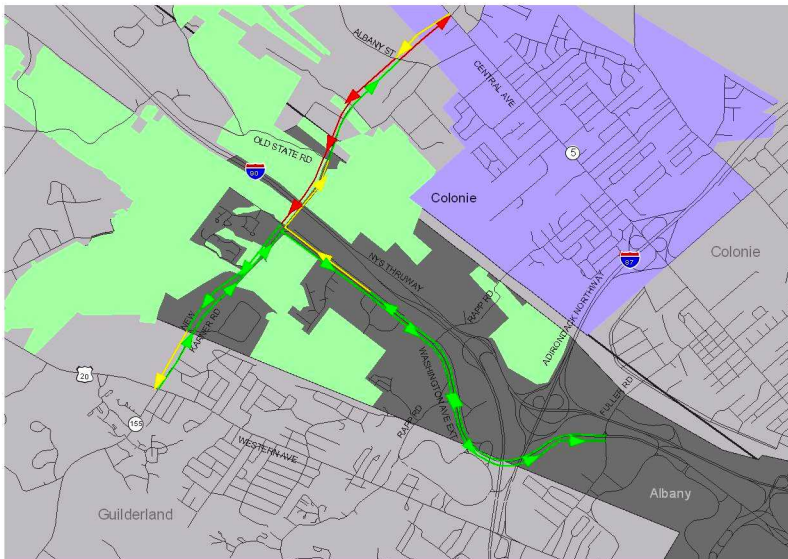 ALBANY ST
CENTRAL AVE
5
OLD STATE RD
90
Colonie
Colonie
NYS THRUWAY
87
RAPP RD
ADIRONDACK NORTHWAY
NEW
KARNER RD
20
WASHINGTON AVE EXT
FULLER RD
RAPP RD
155
WESTERN AVE
Albany
Guilderland